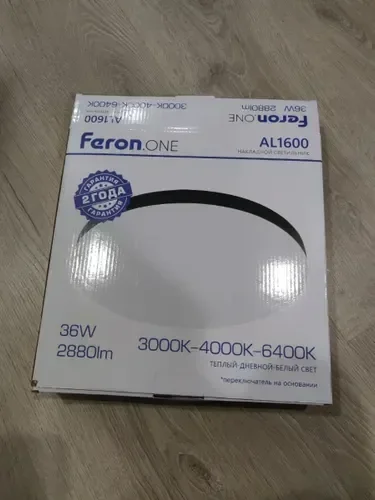 3000K-4000K-6400K
AL1600
36W 2880lm
Feron.ONE
Feron.ONE
AL1600
НАКЛАДНОЙ СВЕТИЛЬНИК
ГАРАНТИЯ
2 ГОДА
ГАРАНТИЯ
36W
2880lm
3000K-4000K-6400K
ТЕПЛЫЙ-ДНЕВНОЙ-БЕЛЫЙ СВЕТ
*переключатель на основании